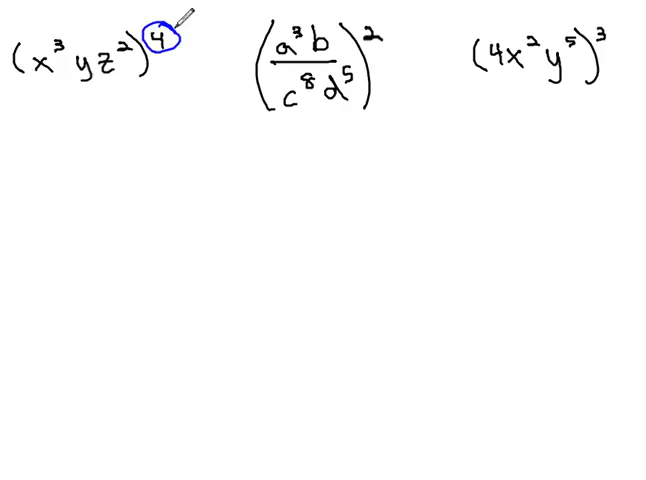 (x³yz²)⁴ (a³b / c⁸d⁵)² (4x²y⁵)³